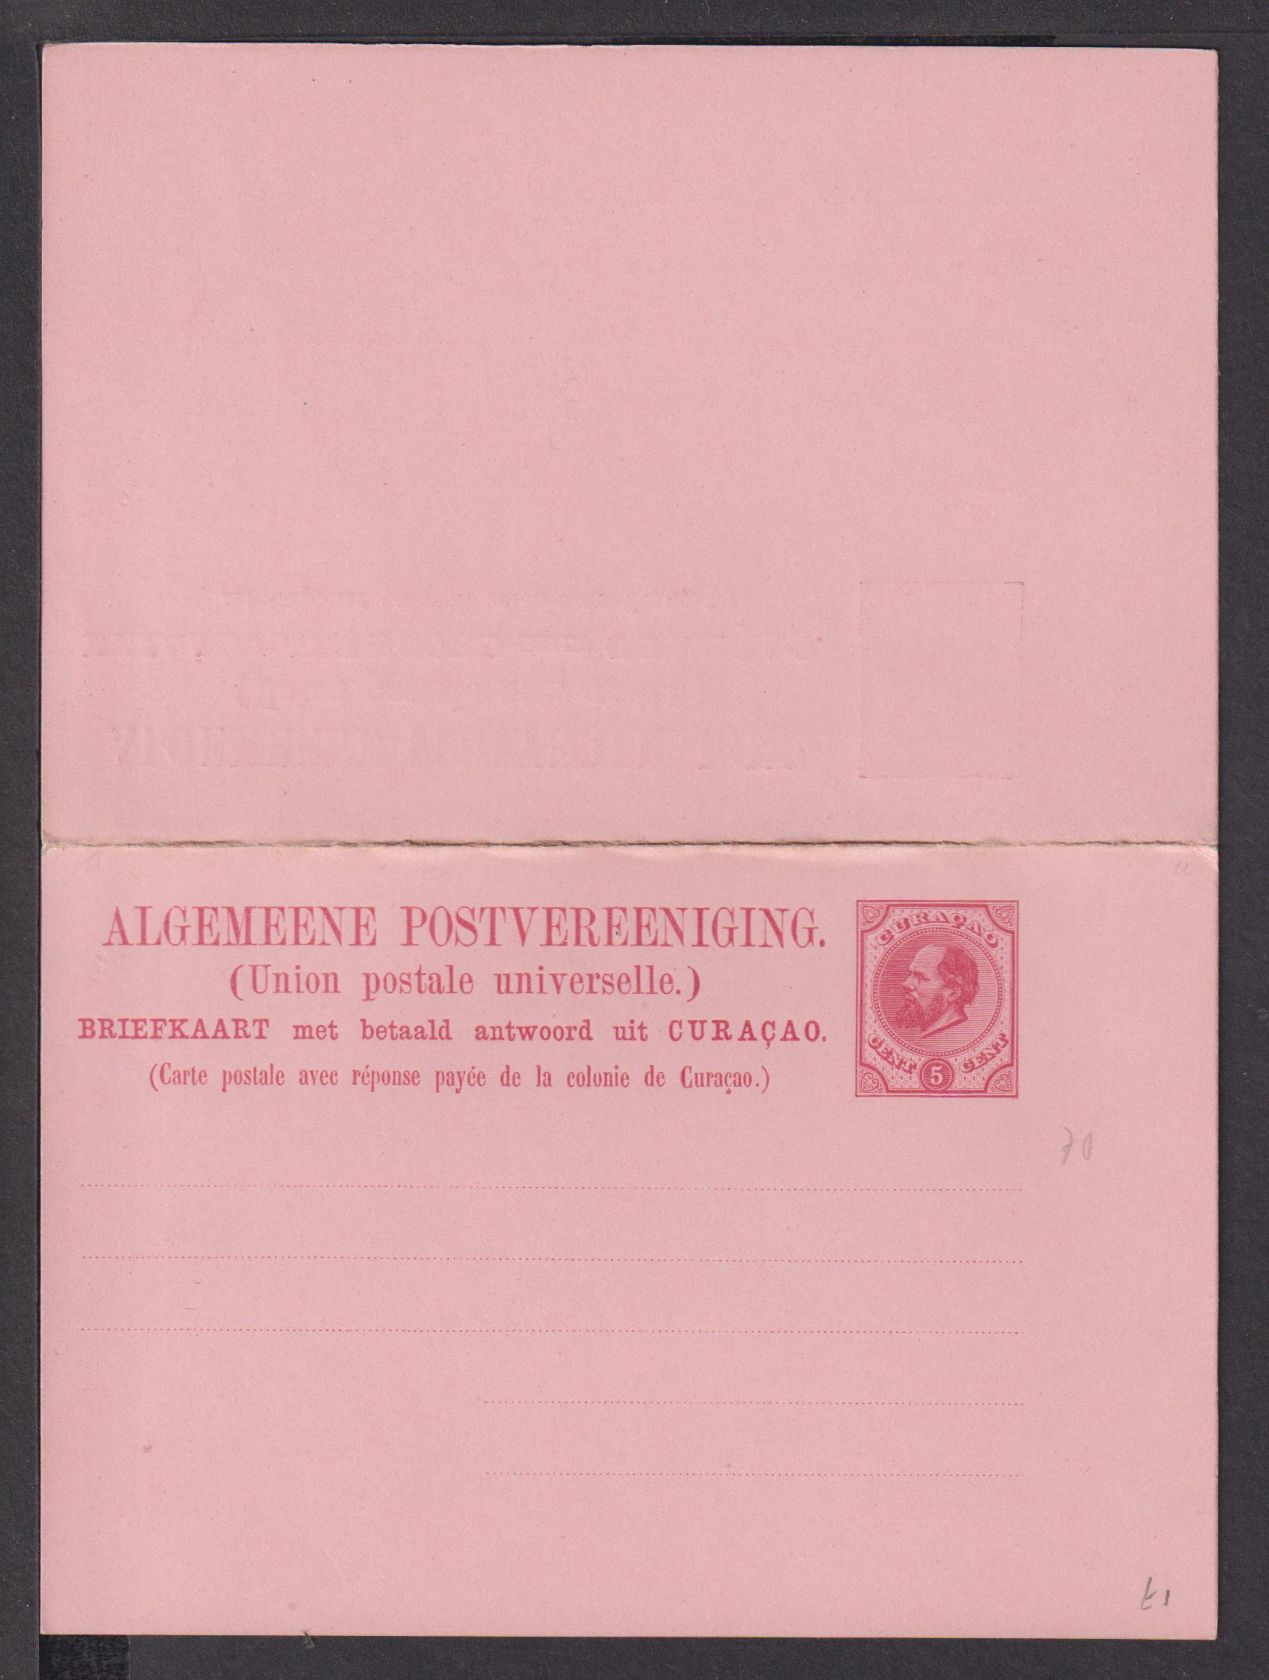 ALGEMEENE POSTVEREENIGING.
(Union postale universelle.)
BRIEFKAART met betaald antwoord uit CURAÇAO.
(Carte postale avec réponse payée de la colonie de Curaçao.)
CURAÇAO
CENT 5 CENT